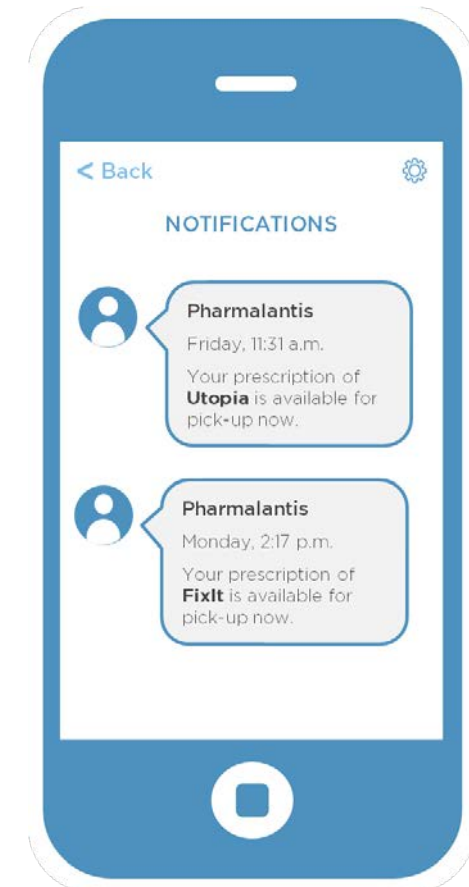 < Back
NOTIFICATIONS
Pharmalantis
Friday, 11:31 a.m.
Your prescription of
Utopia is available for
pick-up now.
Pharmalantis
Monday, 2:17 p.m.
Your prescription of
FixIt is available for
pick-up now.